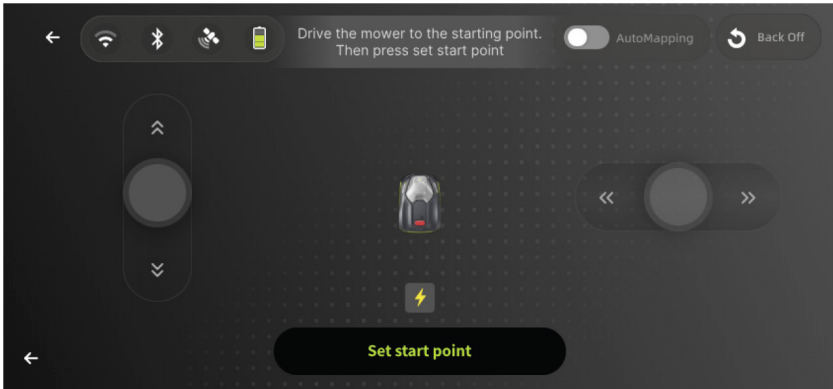 Drive the mower to the starting point.
Then press set start point
AutoMapping
Back Off
Set start point